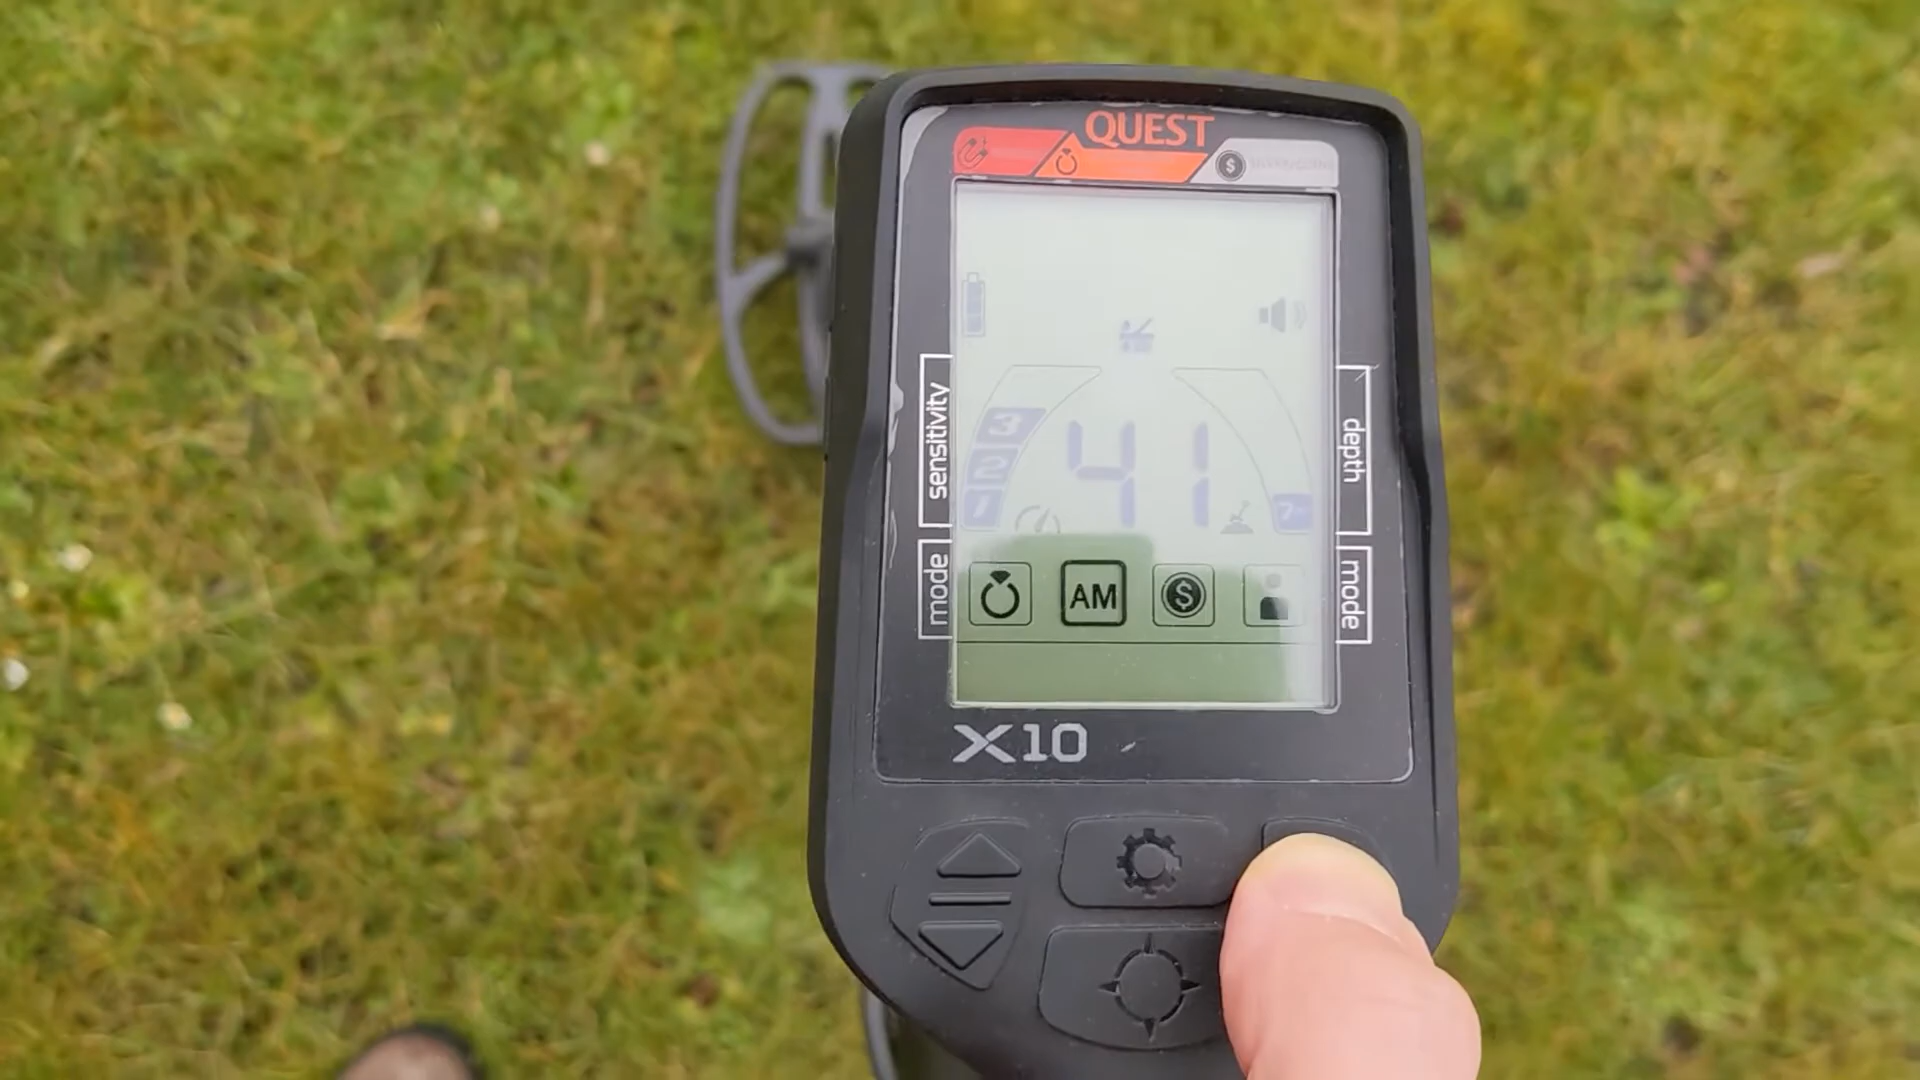 QUEST
$
sensitivity
depth
3
2
1
41
7
mode
AM
$
mode
X10